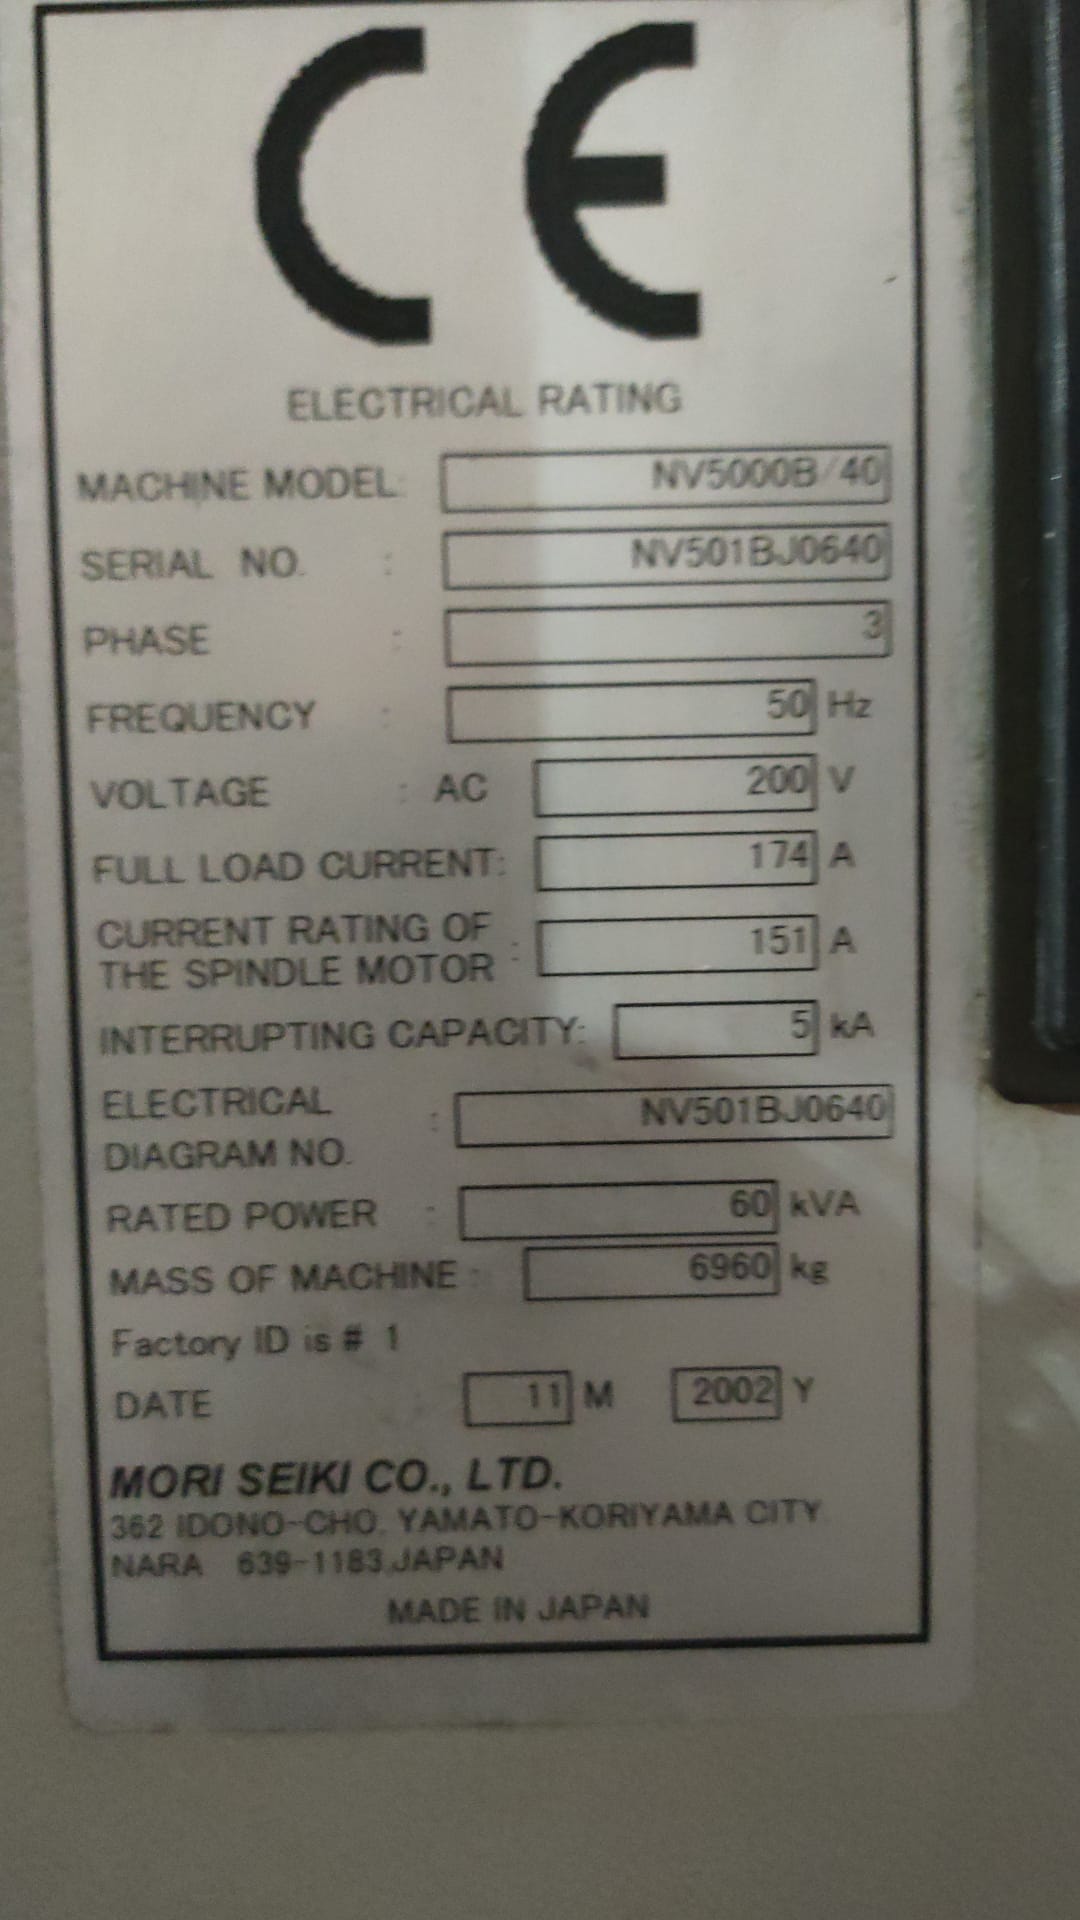 CE
ELECTRICAL RATING
MACHINE MODEL: NV5000B/40
SERIAL NO. : NV501BJ0640
PHASE : 3
FREQUENCY : 50 Hz
VOLTAGE : AC 200 V
FULL LOAD CURRENT: 174 A
CURRENT RATING OF
THE SPINDLE MOTOR : 151 A
INTERRUPTING CAPACITY: 5 kA
ELECTRICAL
DIAGRAM NO. : NV501BJ0640
RATED POWER : 60 kVA
MASS OF MACHINE : 6960 kg
Factory ID is # 1
DATE 11 M 2002 Y
MORI SEIKI CO., LTD.
362 IDONO-CHO, YAMATO-KORIYAMA CITY
NARA 639-1183,JAPAN
MADE IN JAPAN